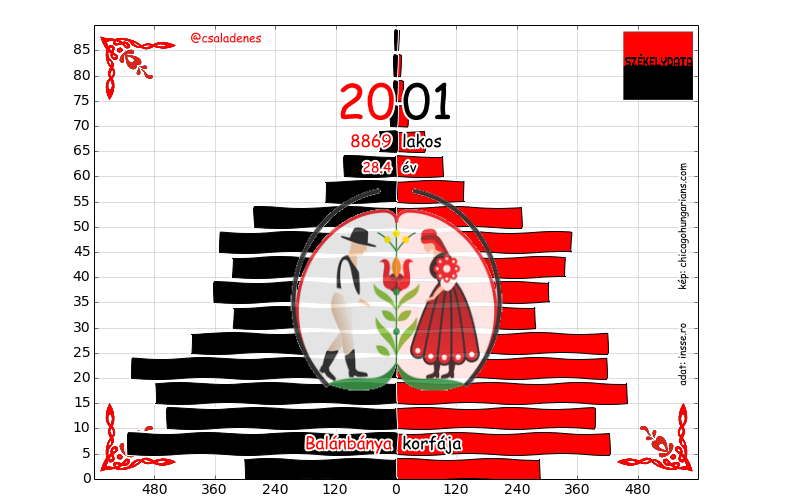 @csaladenes
SZÉKELYDATA
2001
8869 lakos
28.4 év
85
80
75
70
65
60
55
50
45
40
35
30
25
20
15
10
5
0
kép: chicagohungarians.com
adat: insse.ro
Balánbánya korfája
480 360 240 120 0 120 240 360 480